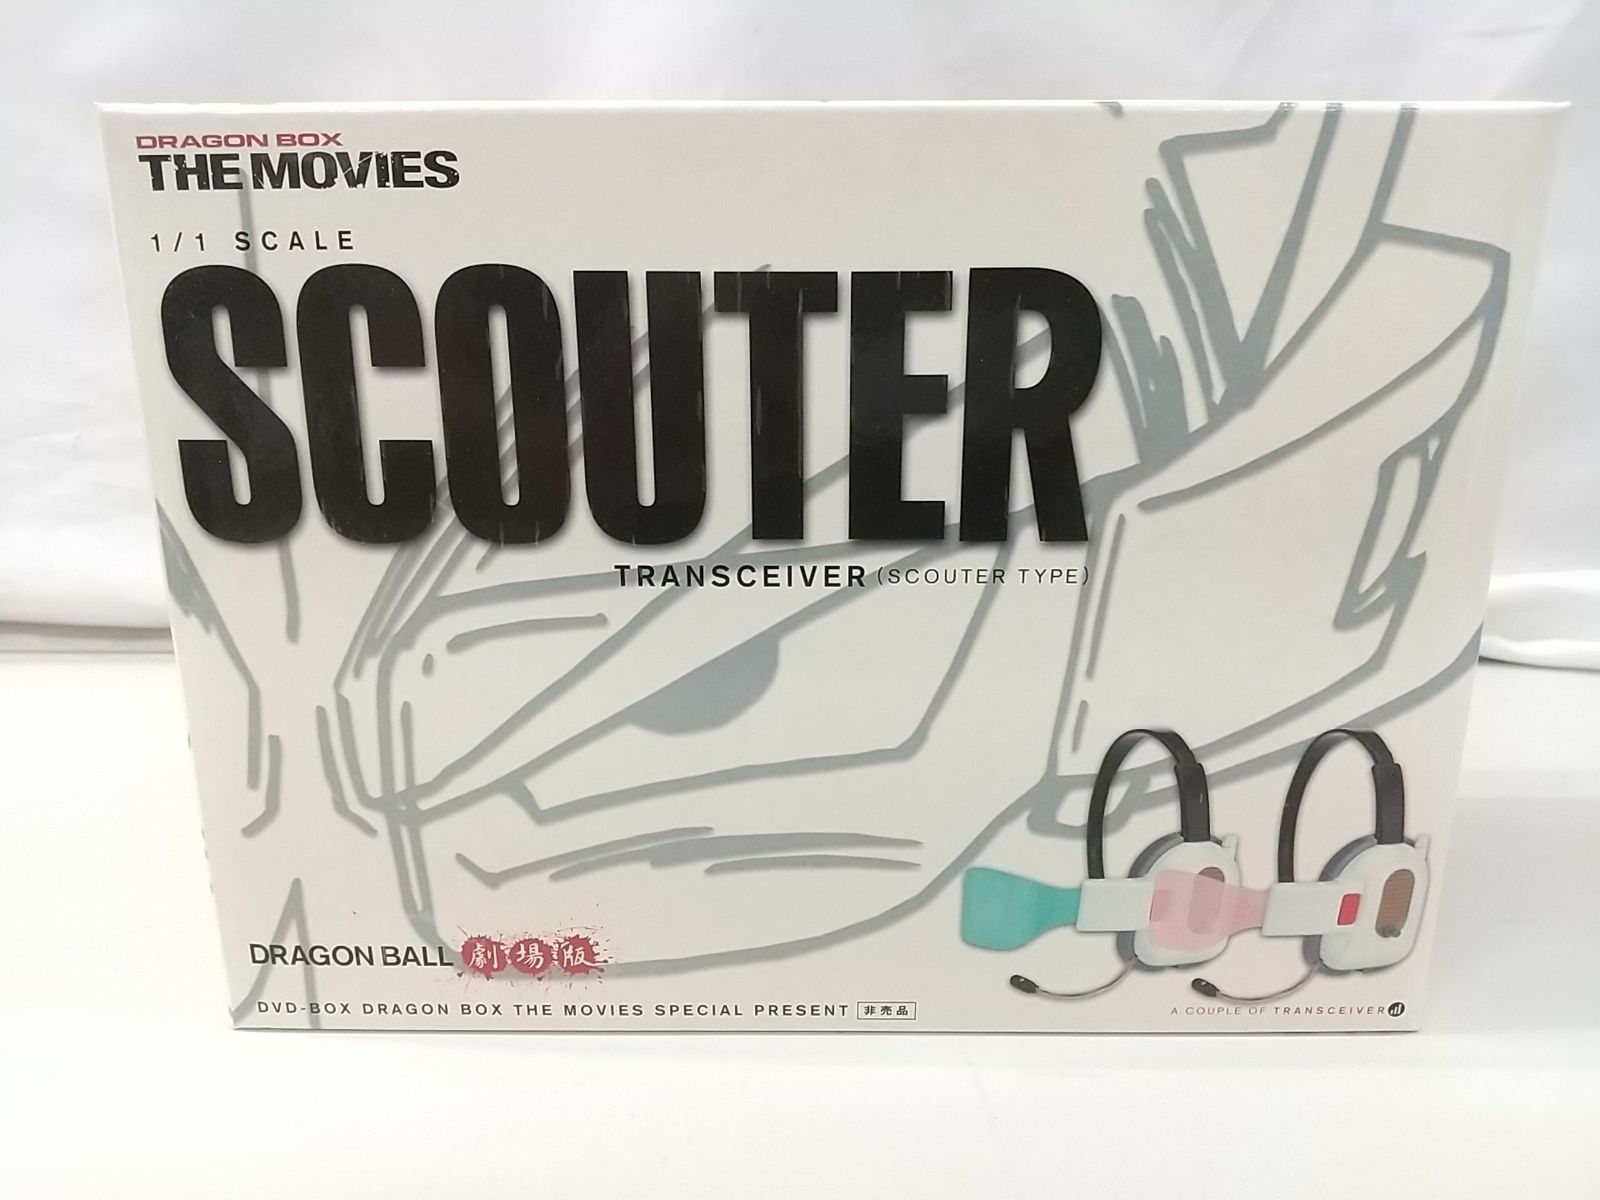 DRAGON BOX
THE MOVIES
1/1 SCALE
SCOUTER
TRANSCEIVER (SCOUTER TYPE)
DRAGON BALL 劇場版
DVD-BOX DRAGON BOX THE MOVIES SPECIAL PRESENT 非売品
A COUPLE OF TRANSCEIVER